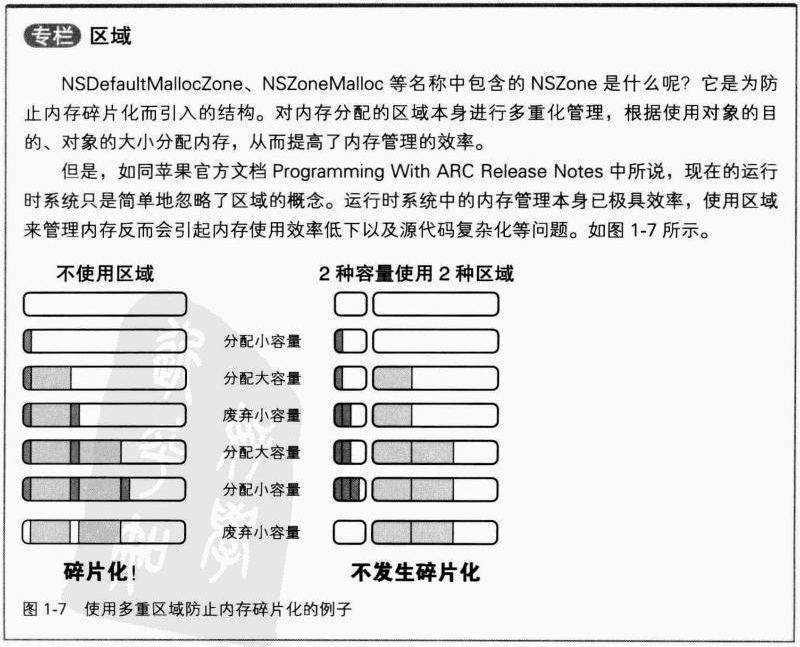 专栏 区域
NSDefaultMallocZone、NSZoneMalloc 等名称中包含的 NSZone 是什么呢？它是为防
止内存碎片化而引入的结构。对内存分配的区域本身进行多重化管理，根据使用对象的目
的、对象的大小分配内存，从而提高了内存管理的效率。
但是，如同苹果官方文档 Programming With ARC Release Notes 中所说，现在的运行
时系统只是简单地忽略了区域的概念。运行时系统中的内存管理本身已极具效率，使用区域
来管理内存反而会引起内存使用效率低下以及源代码复杂化等问题。如图 1-7 所示。
不使用区域
2 种容量使用 2 种区域
分配小容量
分配大容量
废弃小容量
分配大容量
分配小容量
废弃小容量
碎片化！
不发生碎片化
图 1-7 使用多重区域防止内存碎片化的例子